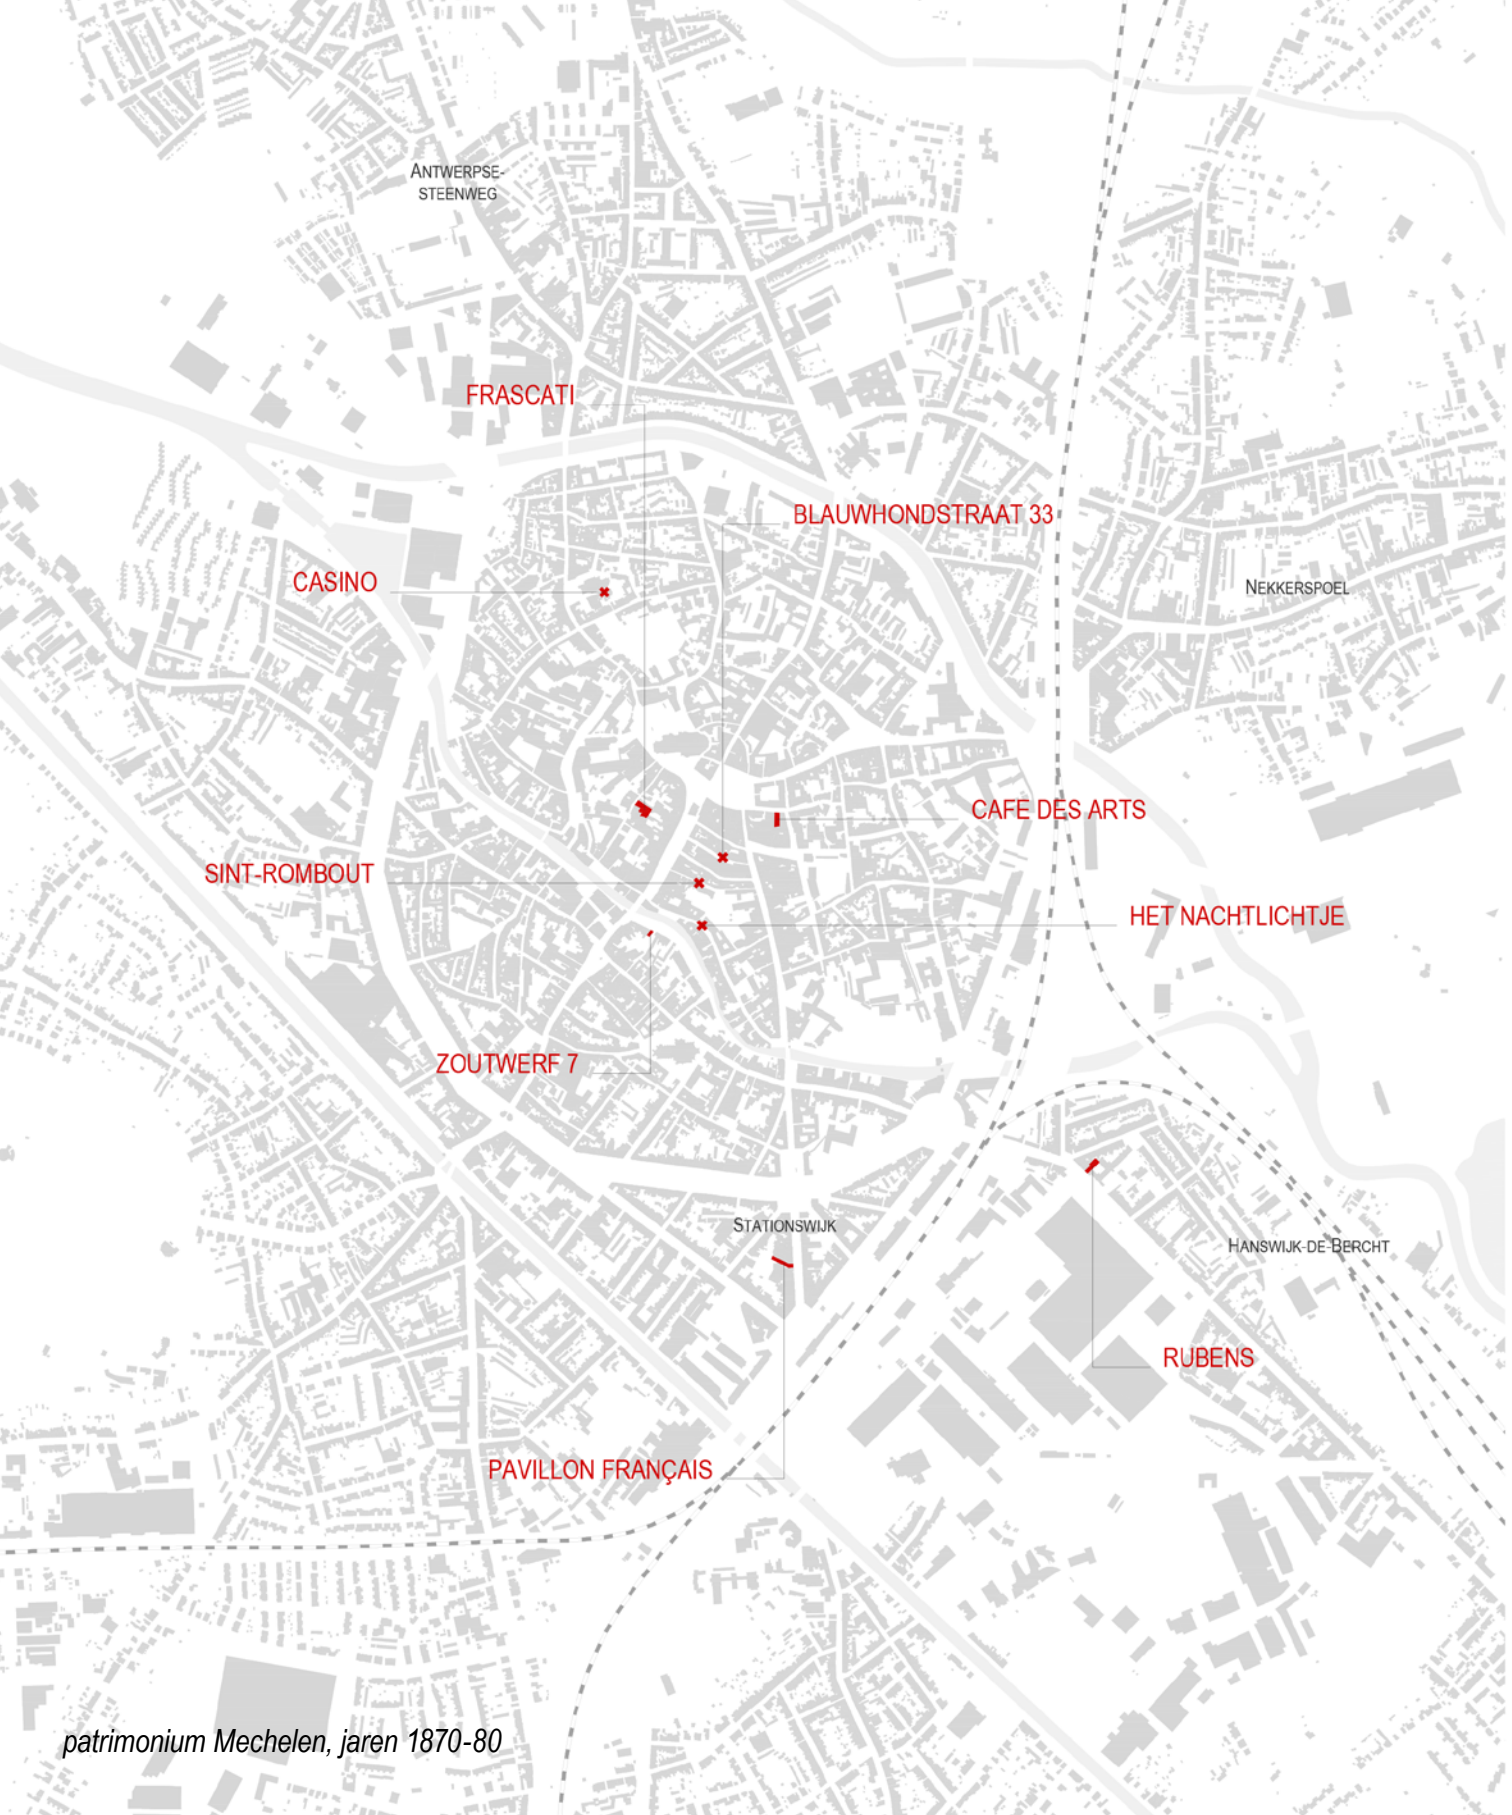 ANTWERPSE-
STEENWEG
FRASCATI
BLAUWHONDSTRAAT 33
CASINO
NEKKERSPOEL
CAFE DES ARTS
SINT-ROMBOUT
HET NACHTLICHTJE
ZOUTWERF 7
STATIONSWIJK
HANSWIJK-DE-BERCHT
RUBENS
PAVILLON FRANÇAIS
patrimonium Mechelen, jaren 1870-80